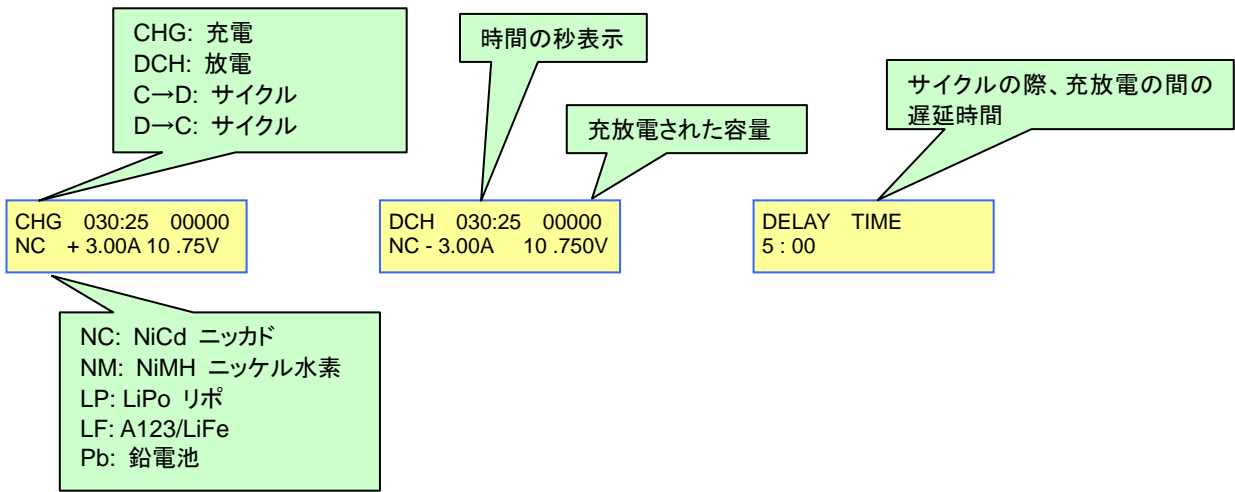 CHG: 充電
DCH: 放電
C→D: サイクル
D→C: サイクル
時間の秒表示
充放電された容量
サイクルの際、充放電の間の
遅延時間
CHG 030:25 00000
NC + 3.00A 10 .75V
DCH 030:25 00000
NC - 3.00A 10 .750V
DELAY TIME
5 : 00
NC: NiCd ニッカド
NM: NiMH ニッケル水素
LP: LiPo リポ
LF: A123/LiFe
Pb: 鉛電池